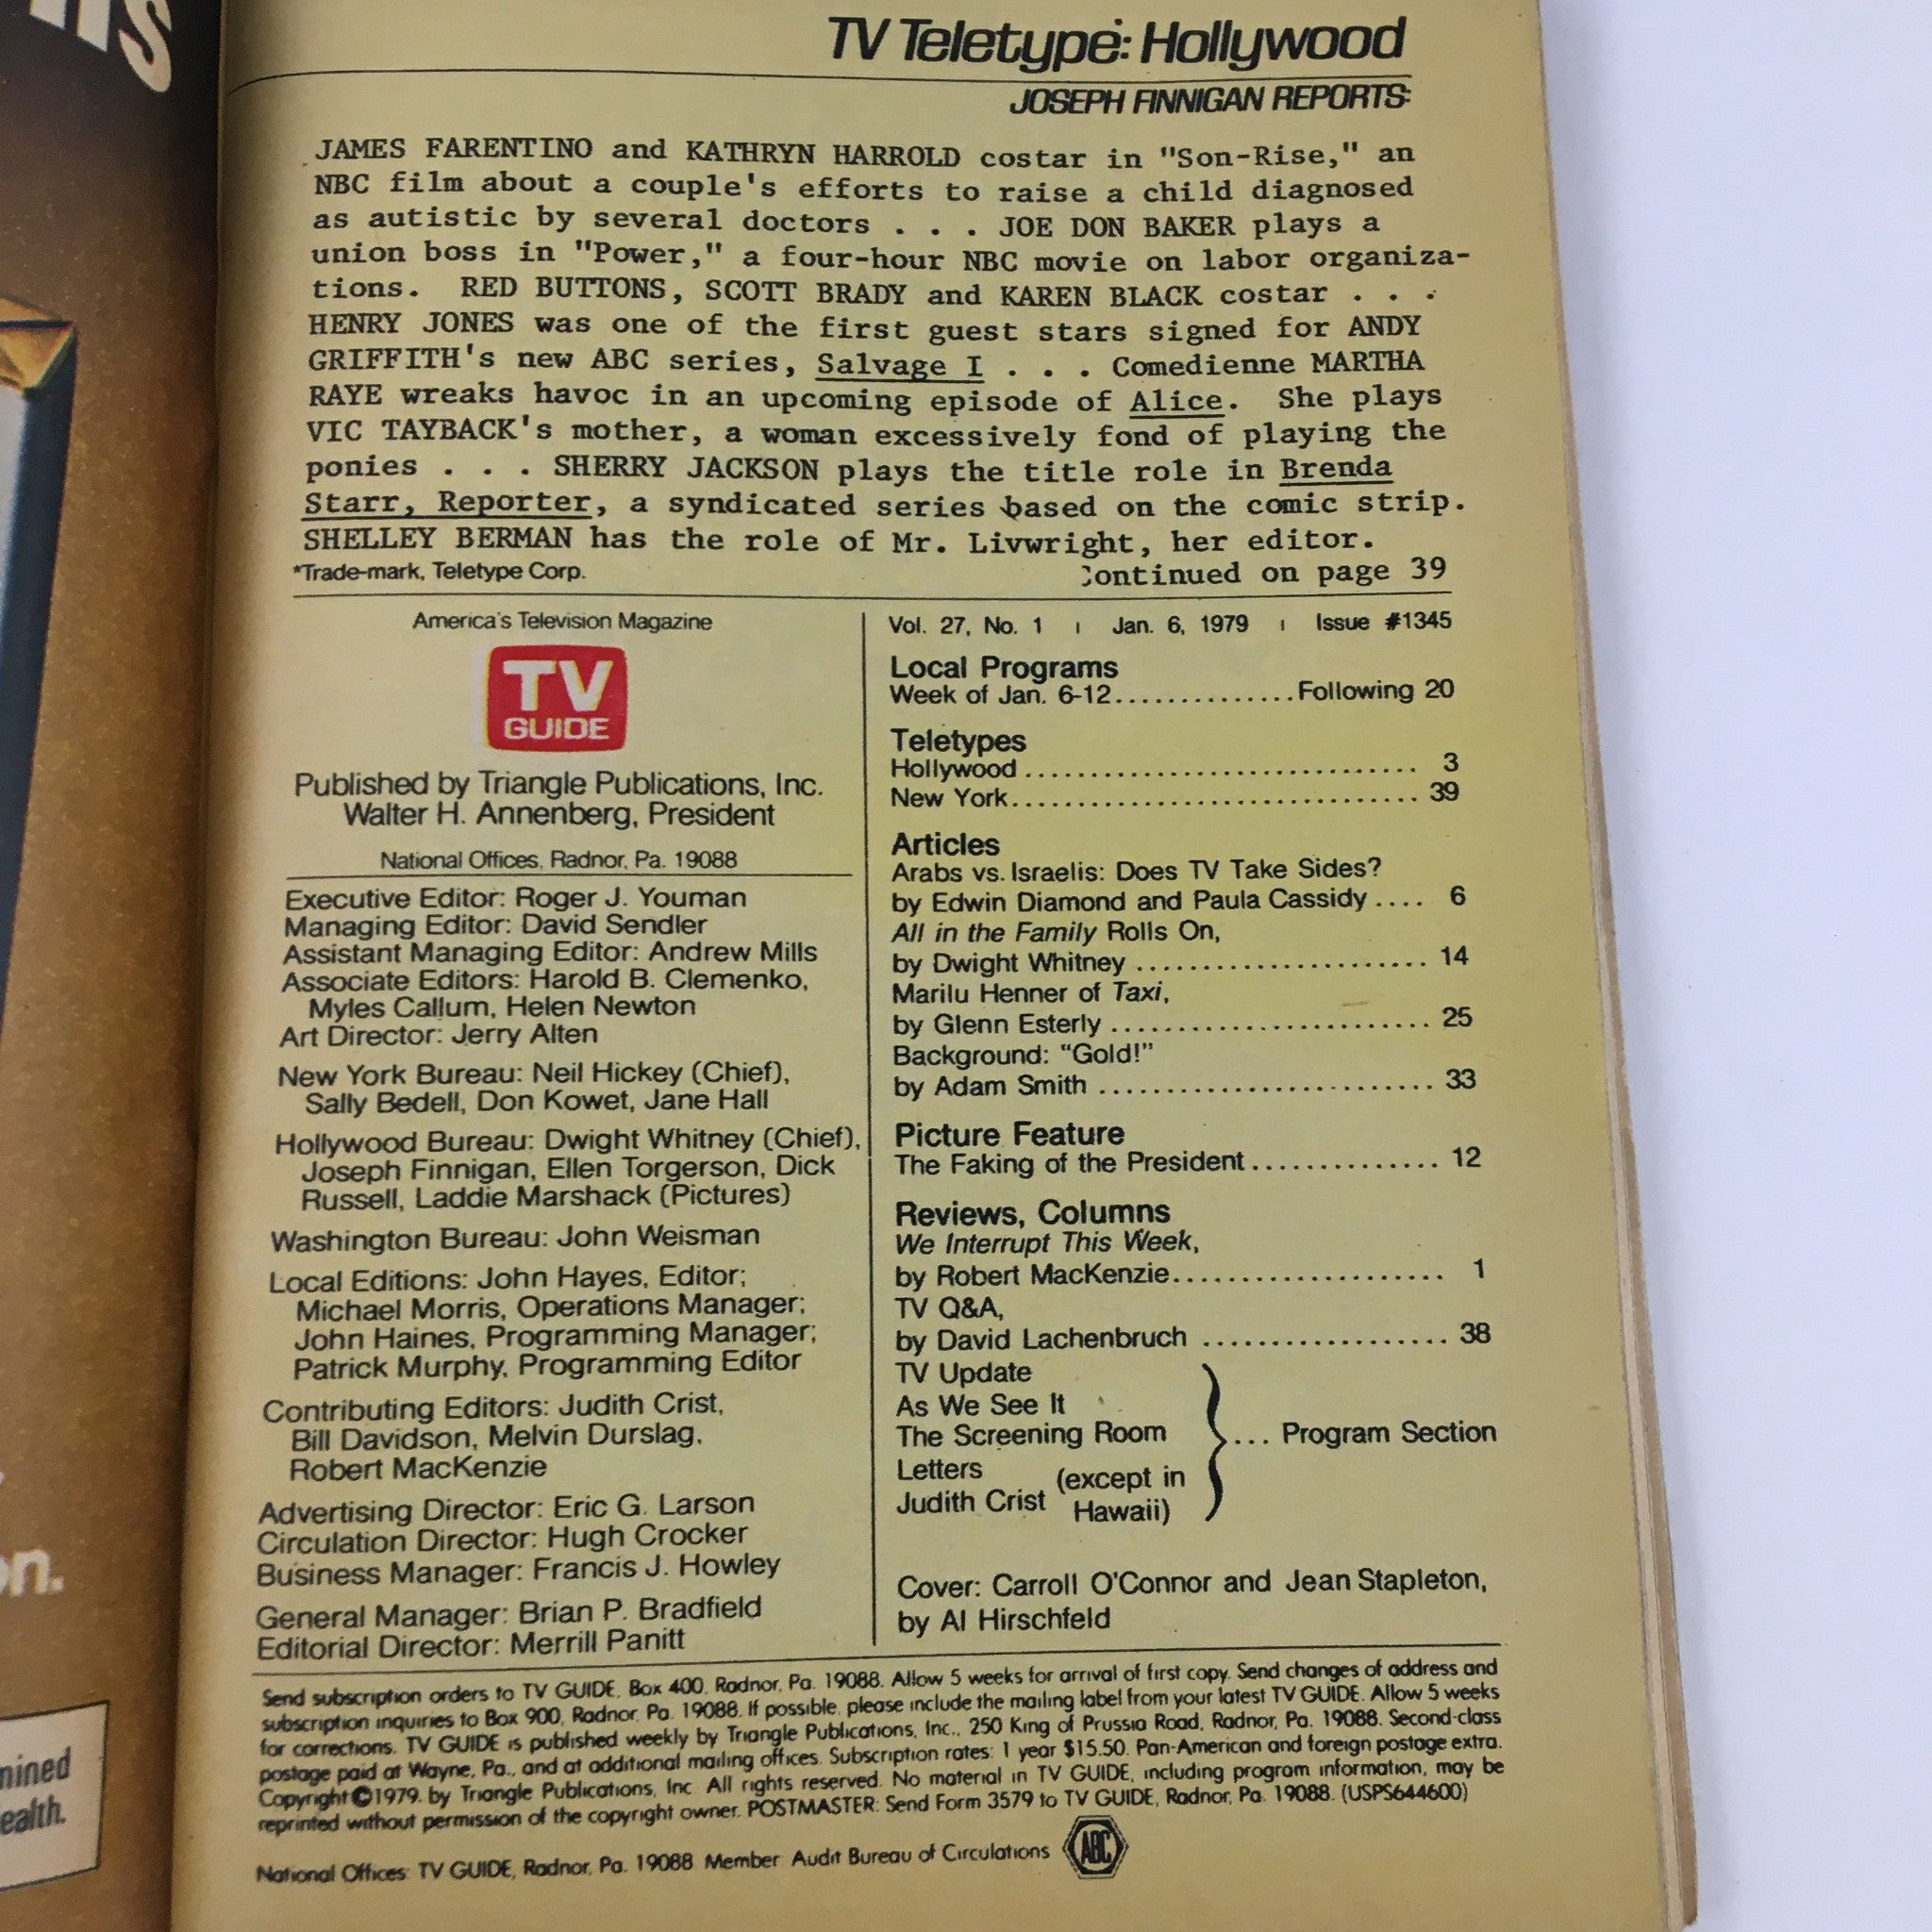 TV Teletype: Hollywood
JOSEPH FINNIGAN REPORTS:
JAMES FARENTINO and KATHRYN HARROLD costar in "Son-Rise," an
NBC film about a couple's efforts to raise a child diagnosed
as autistic by several doctors . . . JOE DON BAKER plays a
union boss in "Power," a four-hour NBC movie on labor organiza-
tions. RED BUTTONS, SCOTT BRADY and KAREN BLACK costar . . .
HENRY JONES was one of the first guest stars signed for ANDY
GRIFFITH's new ABC series, Salvage I . . . Comedienne MARTHA
RAYE wreaks havoc in an upcoming episode of Alice. She plays
VIC TAYBACK's mother, a woman excessively fond of playing the
ponies . . . SHERRY JACKSON plays the title role in Brenda
Starr, Reporter, a syndicated series based on the comic strip.
SHELLEY BERMAN has the role of Mr. Livwright, her editor.
*Trade-mark, Teletype Corp.
Continued on page 39
America's Television Magazine
TV
GUIDE
Published by Triangle Publications, Inc.
Walter H. Annenberg, President
National Offices, Radnor, Pa. 19088
Executive Editor: Roger J. Youman
Managing Editor: David Sendler
Assistant Managing Editor: Andrew Mills
Associate Editors: Harold B. Clemenko,
Myles Callum, Helen Newton
Art Director: Jerry Alten
New York Bureau: Neil Hickey (Chief),
Sally Bedell, Don Kowet, Jane Hall
Hollywood Bureau: Dwight Whitney (Chief),
Joseph Finnigan, Ellen Torgerson, Dick
Russell, Laddie Marshack (Pictures)
Washington Bureau: John Weisman
Local Editions: John Hayes, Editor;
Michael Morris, Operations Manager;
John Haines, Programming Manager;
Patrick Murphy, Programming Editor
Contributing Editors: Judith Crist,
Bill Davidson, Melvin Durslag,
Robert MacKenzie
Advertising Director: Eric G. Larson
Circulation Director: Hugh Crocker
Business Manager: Francis J. Howley
General Manager: Brian P. Bradfield
Editorial Director: Merrill Panitt
Vol. 27, No. 1 | Jan. 6, 1979 | Issue #1345
Local Programs
Week of Jan. 6-12..............Following 20
Teletypes
Hollywood.............................. 3
New York............................... 39
Articles
Arabs vs. Israelis: Does TV Take Sides?
by Edwin Diamond and Paula Cassidy .... 6
All in the Family Rolls On,
by Dwight Whitney ...................... 14
Marilu Henner of Taxi,
by Glenn Esterly ........................ 25
Background: “Gold!”
by Adam Smith ......................... 33
Picture Feature
The Faking of the President............... 12
Reviews, Columns
We Interrupt This Week,
by Robert MacKenzie..................... 1
TV Q&A,
by David Lachenbruch ................... 38
TV Update
As We See It
The Screening Room
Letters
Judith Crist (except in
Hawaii)
... Program Section
Cover: Carroll O'Connor and Jean Stapleton,
by Al Hirschfeld
Send subscription orders to TV GUIDE, Box 400, Radnor, Pa. 19088. Allow 5 weeks for arrival of first copy. Send changes of address and
subscription inquiries to Box 900, Radnor, Pa. 19088. If possible, please include the mailing label from your latest TV GUIDE. Allow 5 weeks
for corrections. TV GUIDE is published weekly by Triangle Publications, Inc., 250 King of Prussia Road, Radnor, Pa. 19088. Second-class
postage paid at Wayne, Pa., and at additional mailing offices. Subscription rates: 1 year $15.50. Pan-American and foreign postage extra.
Copyright ©1979 by Triangle Publications, Inc. All rights reserved. No material in TV GUIDE, including program information, may be
reprinted without permission of the copyright owner. POSTMASTER: Send Form 3579 to TV GUIDE, Radnor, Pa. 19088. (USPS644600)
National Offices: TV GUIDE, Radnor, Pa. 19088 Member: Audit Bureau of Circulations ABC
on.